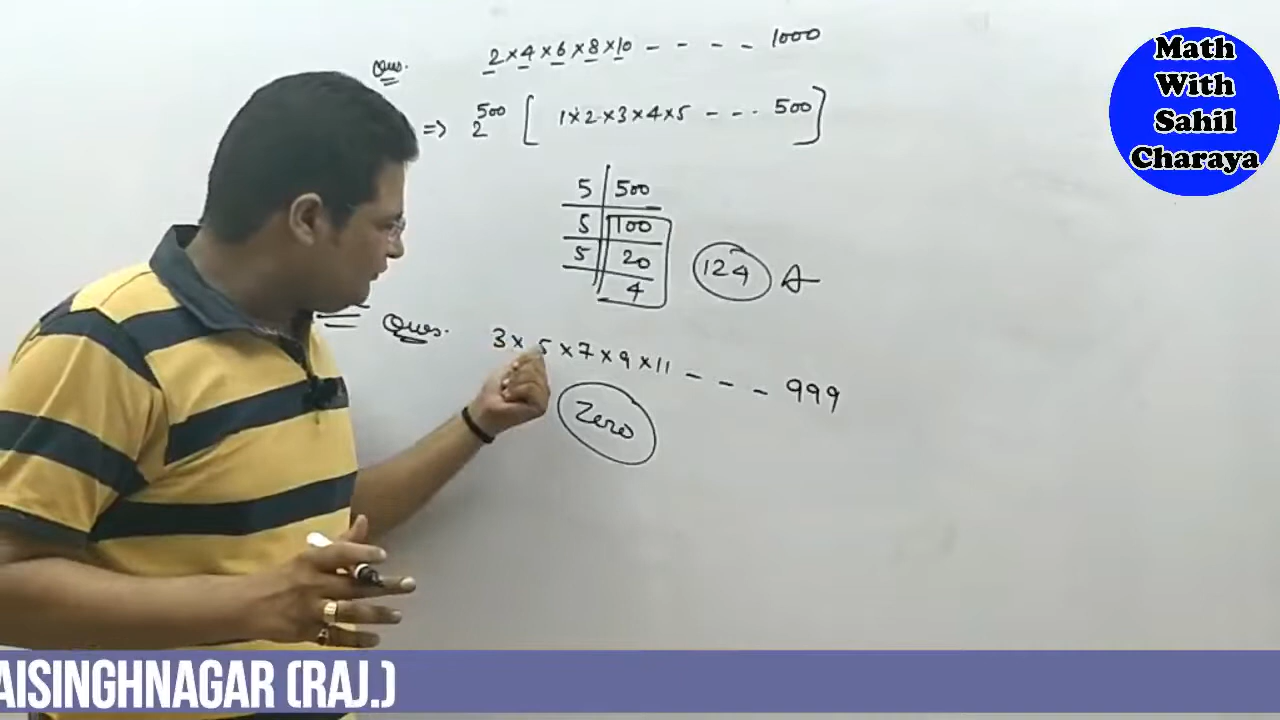 Ques. 2 × 4 × 6 × 8 × 10 - - - - 1000
⇒ 2^500 [ 1×2×3×4×5 - - - 500 ]
5 | 500
5 | 100
5 | 20
4
124 A
Ques. 3 × 5 × 7 × 9 × 11 - - - 999
Zero
Math
With
Sahil
Charaya
AISINGHNAGAR (RAJ.)